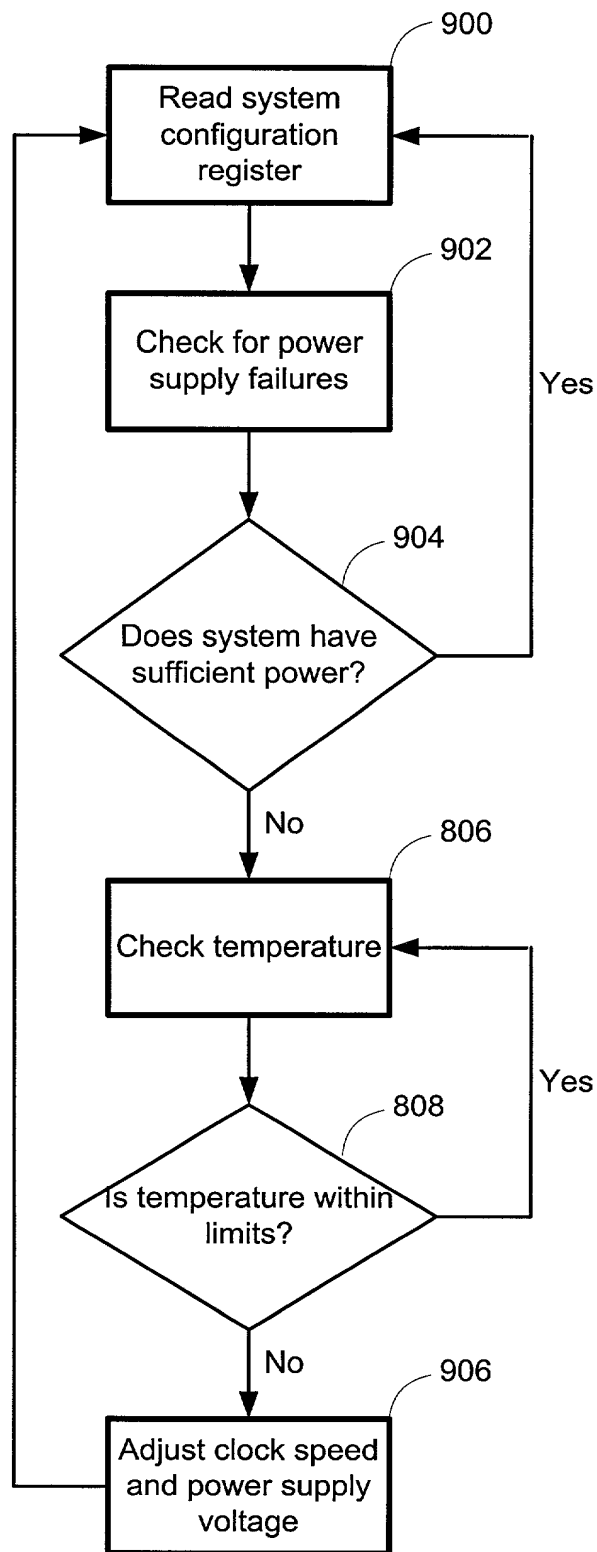 900
Read system
configuration
register
902
Check for power
supply failures
Yes
904
Does system have
sufficient power?
No
806
Check temperature
Yes
808
Is temperature within
limits?
No
906
Adjust clock speed
and power supply
voltage